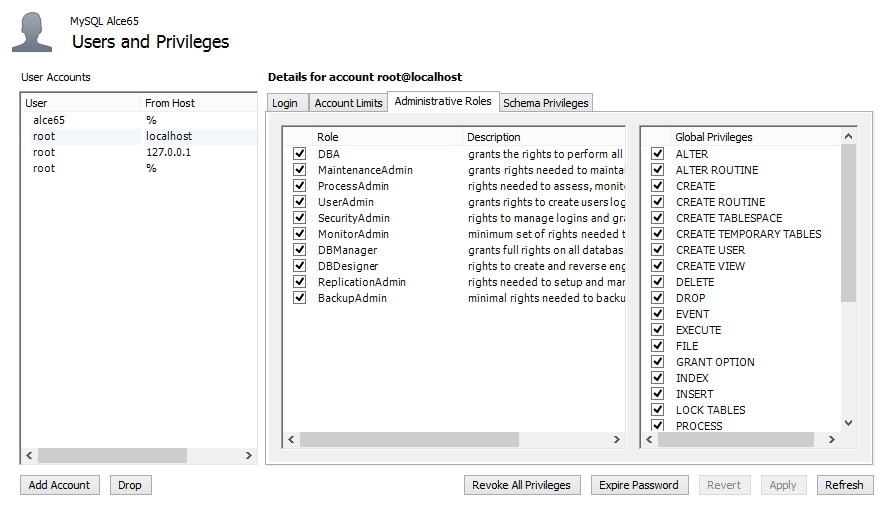 MySQL Alce65
Users and Privileges
User Accounts
User From Host
alce65 %
root localhost
root 127.0.0.1
root %
Details for account root@localhost
Login Account Limits Administrative Roles Schema Privileges
Role Description
DBA grants the rights to perform all
MaintenanceAdmin grants rights needed to maintai
ProcessAdmin rights needed to assess, monito
UserAdmin grants rights to create users log
SecurityAdmin rights to manage logins and gra
MonitorAdmin minimum set of rights needed t
DBManager grants full rights on all databas
DBDesigner rights to create and reverse eng
ReplicationAdmin rights needed to setup and mar
BackupAdmin minimal rights needed to backu
Global Privileges
ALTER
ALTER ROUTINE
CREATE
CREATE ROUTINE
CREATE TABLESPACE
CREATE TEMPORARY TABLES
CREATE USER
CREATE VIEW
DELETE
DROP
EVENT
EXECUTE
FILE
GRANT OPTION
INDEX
INSERT
LOCK TABLES
PROCESS
Add Account Drop Revoke All Privileges Expire Password Revert Apply Refresh